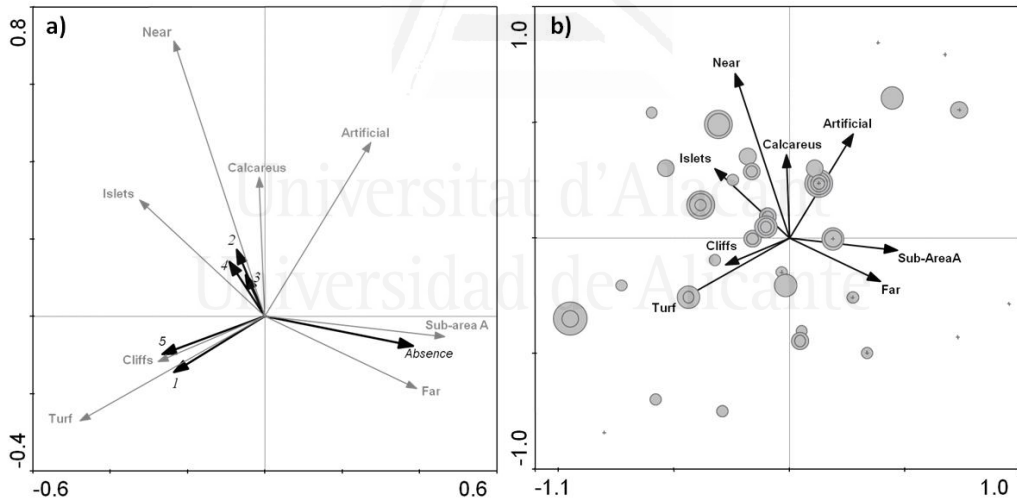 a)
0.8
Near
Artificial
Calcareus
Islets
2
4
3
Sub-area A
Absence
5
Cliffs
1
Far
Turf
-0.4
-0.6
0.6
b)
1.0
Near
Artificial
Calcareus
Islets
Cliffs
Sub-AreaA
Far
Turf
-1.0
-1.1
1.0
Universitat d'Alacant
Universidad de Alicante